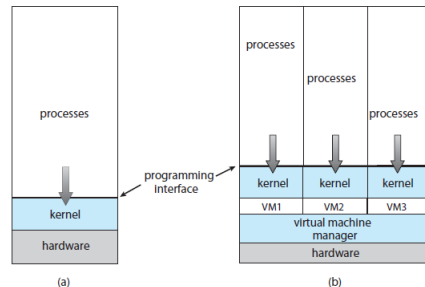 processes
kernel
hardware
(a)
programming
interface
processes
processes
processes
kernel
kernel
kernel
VM1
VM2
VM3
virtual machine
manager
hardware
(b)